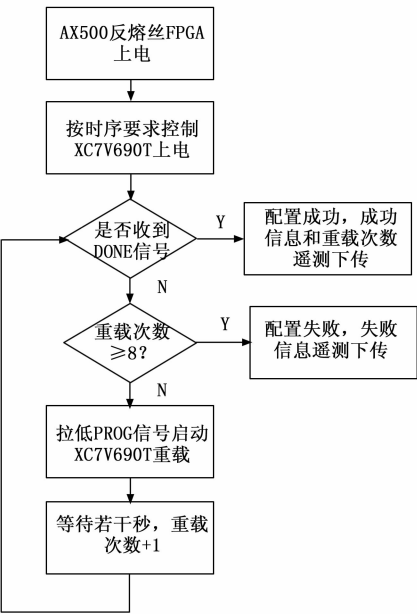 AX500反熔丝FPGA
上电
按时序要求控制
XC7V690T上电
是否收到
DONE信号
Y
配置成功，成功
信息和重载次数
遥测下传
N
重载次数
≥8?
Y
配置失败，失败
信息遥测下传
N
拉低PROG信号启动
XC7V690T重载
等待若干秒，重载
次数+1